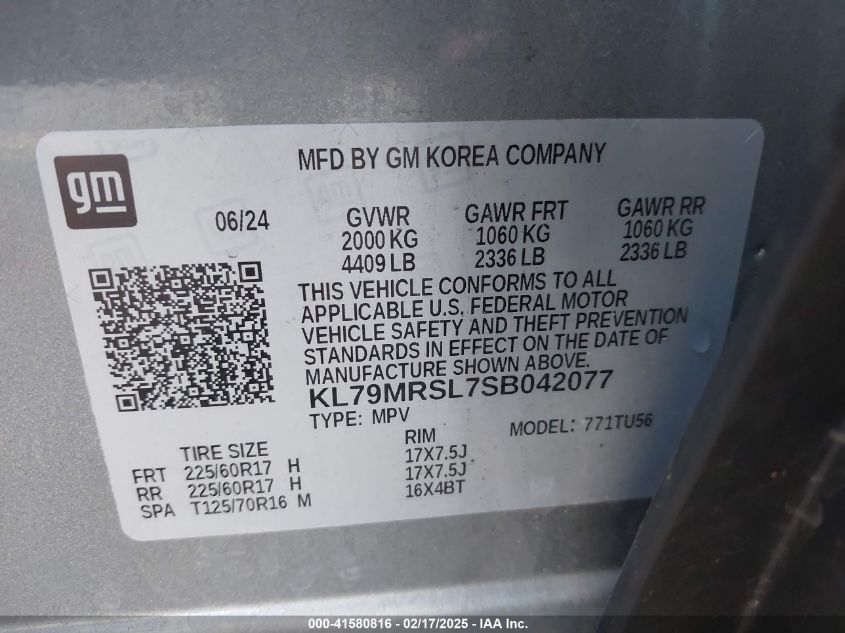 gm
MFD BY GM KOREA COMPANY
06/24 GVWR GAWR FRT GAWR RR
2000 KG 1060 KG 1060 KG
4409 LB 2336 LB 2336 LB
THIS VEHICLE CONFORMS TO ALL
APPLICABLE U.S. FEDERAL MOTOR
VEHICLE SAFETY AND THEFT PREVENTION
STANDARDS IN EFFECT ON THE DATE OF
MANUFACTURE SHOWN ABOVE.
KL79MRSL7SB042077
TYPE: MPV MODEL: 771TU56
TIRE SIZE RIM
FRT 225/60R17 H 17X7.5J
RR 225/60R17 H 17X7.5J
SPA T125/70R16 M 16X4BT
000-41580816 - 02/17/2025 - IAA Inc.